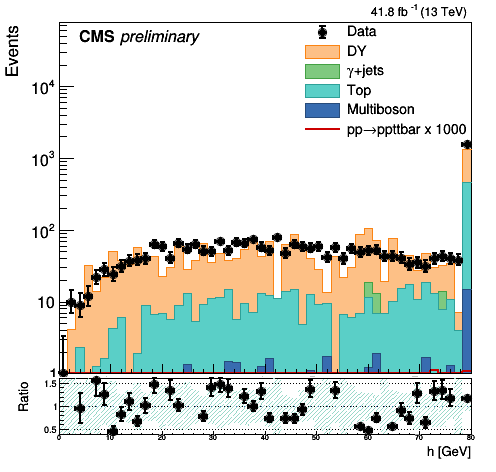 41.8 fb⁻¹ (13 TeV)
CMS preliminary
Events
Data
DY
γ+jets
Top
Multiboson
pp→ppttbar x 1000
10⁴
10³
10²
10
1
Ratio
1.5
1
0.5
0 10 20 30 40 50 60 70 80
h [GeV]